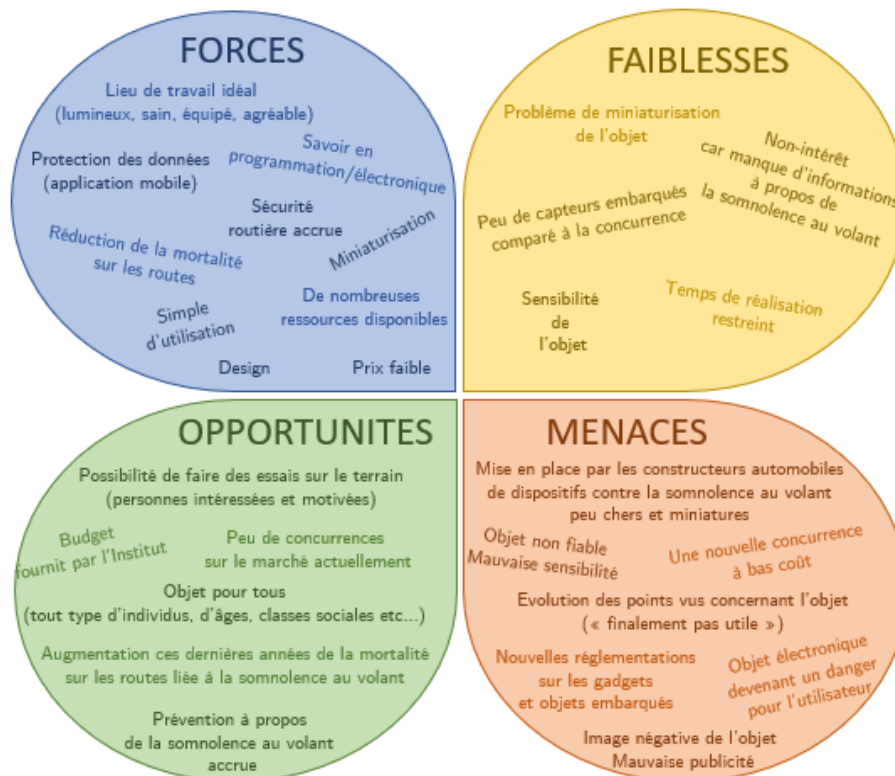 FORCES
Lieu de travail idéal
(lumineux, sain, équipé, agréable)
Savoir en
programmation/électronique
Protection des données
(application mobile)
Sécurité
routière accrue
Miniaturisation
Réduction de la mortalité
sur les routes
De nombreuses
ressources disponibles
Simple
d'utilisation
Design
Prix faible
FAIBLESSES
Problème de miniaturisation
de l'objet
Non-intérêt
car manque d'informations
à propos de
la somnolence au volant
Peu de capteurs embarqués
comparé à la concurrence
Sensibilité
de
l'objet
Temps de réalisation
restreint
OPPORTUNITES
Possibilité de faire des essais sur le terrain
(personnes intéressées et motivées)
Budget
fournit par l'Institut
Peu de concurrences
sur le marché actuellement
Objet pour tous
(tout type d'individus, d'âges, classes sociales etc...)
Augmentation ces dernières années de la mortalité
sur les routes liée à la somnolence au volant
Prévention à propos
de la somnolence au volant
accrue
MENACES
Mise en place par les constructeurs automobiles
de dispositifs contre la somnolence au volant
peu chers et miniatures
Objet non fiable
Mauvaise sensibilité
Une nouvelle concurrence
à bas coût
Evolution des points vus concernant l'objet
(« finalement pas utile »)
Nouvelles réglementations
sur les gadgets
et objets embarqués
Objet électronique
devenant un danger
pour l'utilisateur
Image négative de l'objet
Mauvaise publicité